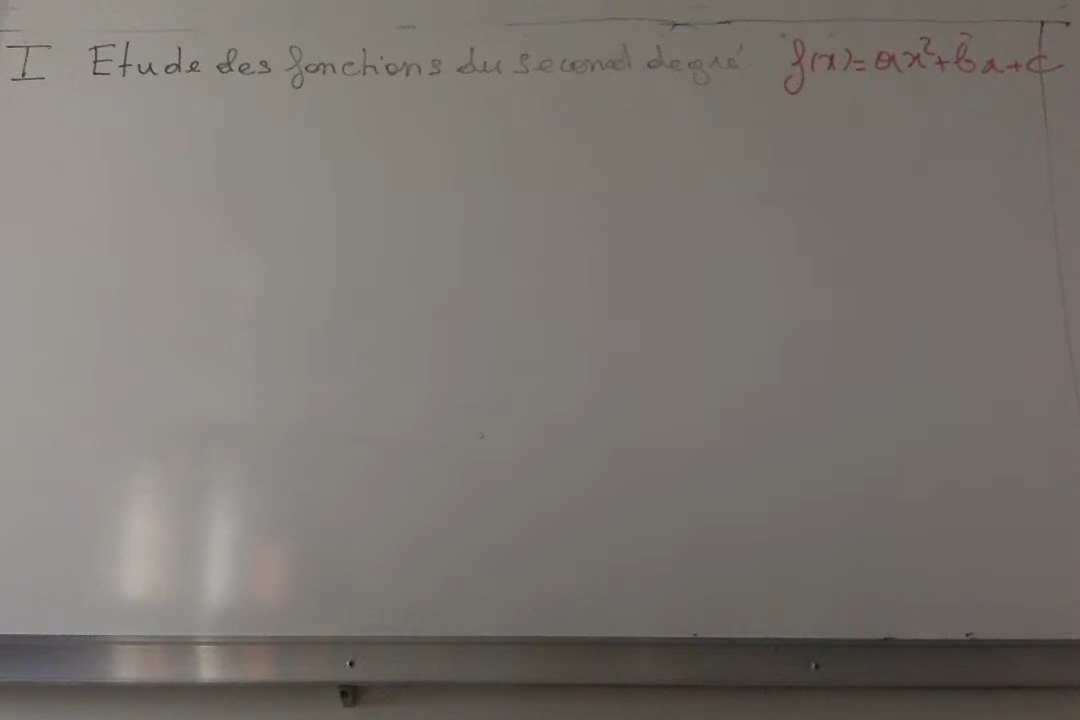 I Etude des fonctions du second degré f(x)=ax²+bx+c